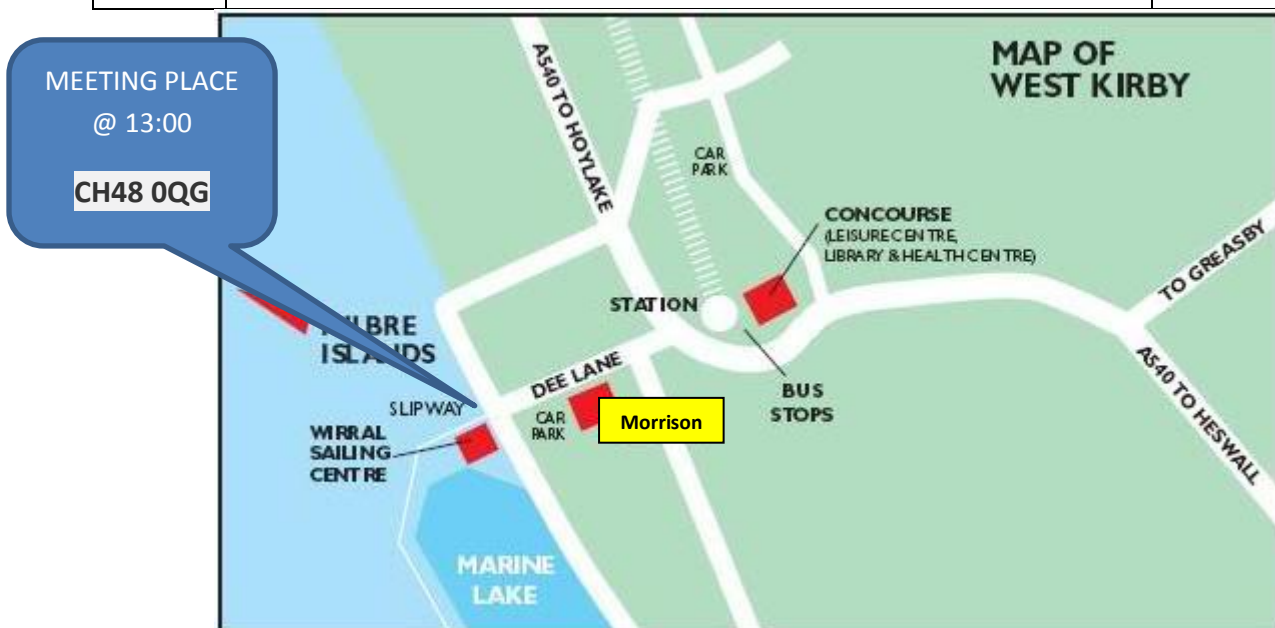 MEETING PLACE
@ 13:00
CH48 0QG
MAP OF
WEST KIRBY
A540 TO HOYLAKE
CAR
PARK
CONCOURSE
(LEISURE CENTRE,
LIBRARY & HEALTH CENTRE)
TO GREASBY
STATION
ISLANDS
DEE LANE
A540 TO HESWALL
BUS
STOPS
SLIPWAY
CAR
PARK
Morrison
WIRRAL
SAILING
CENTRE
MARINE
LAKE